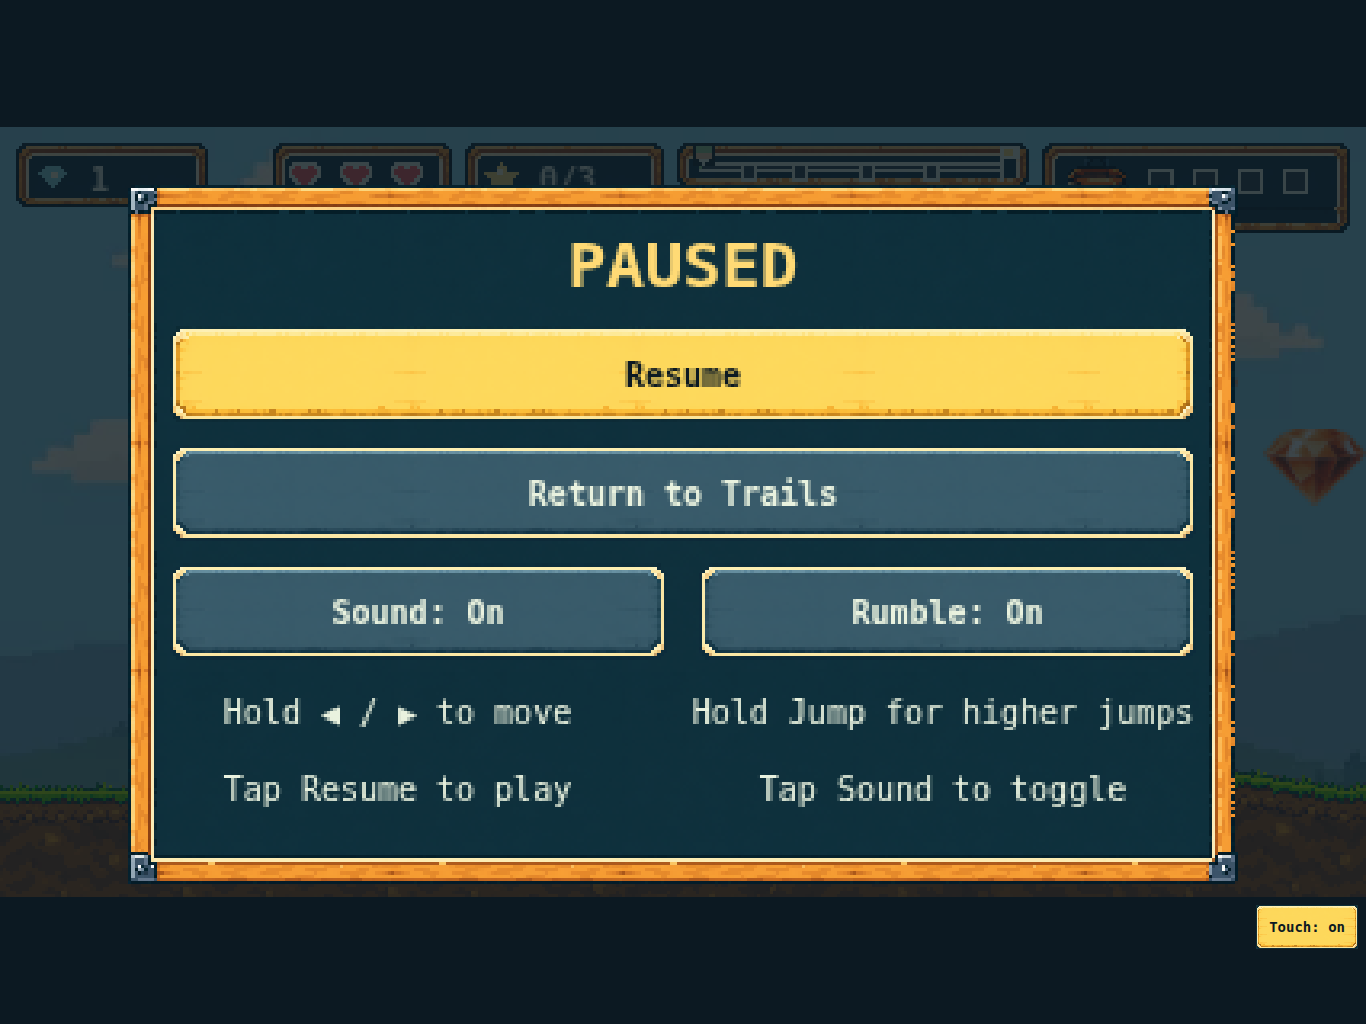 1
0/3
PAUSED
Resume
Return to Trails
Sound: On
Rumble: On
Hold ◀ / ▶ to move
Hold Jump for higher jumps
Tap Resume to play
Tap Sound to toggle
Touch: on